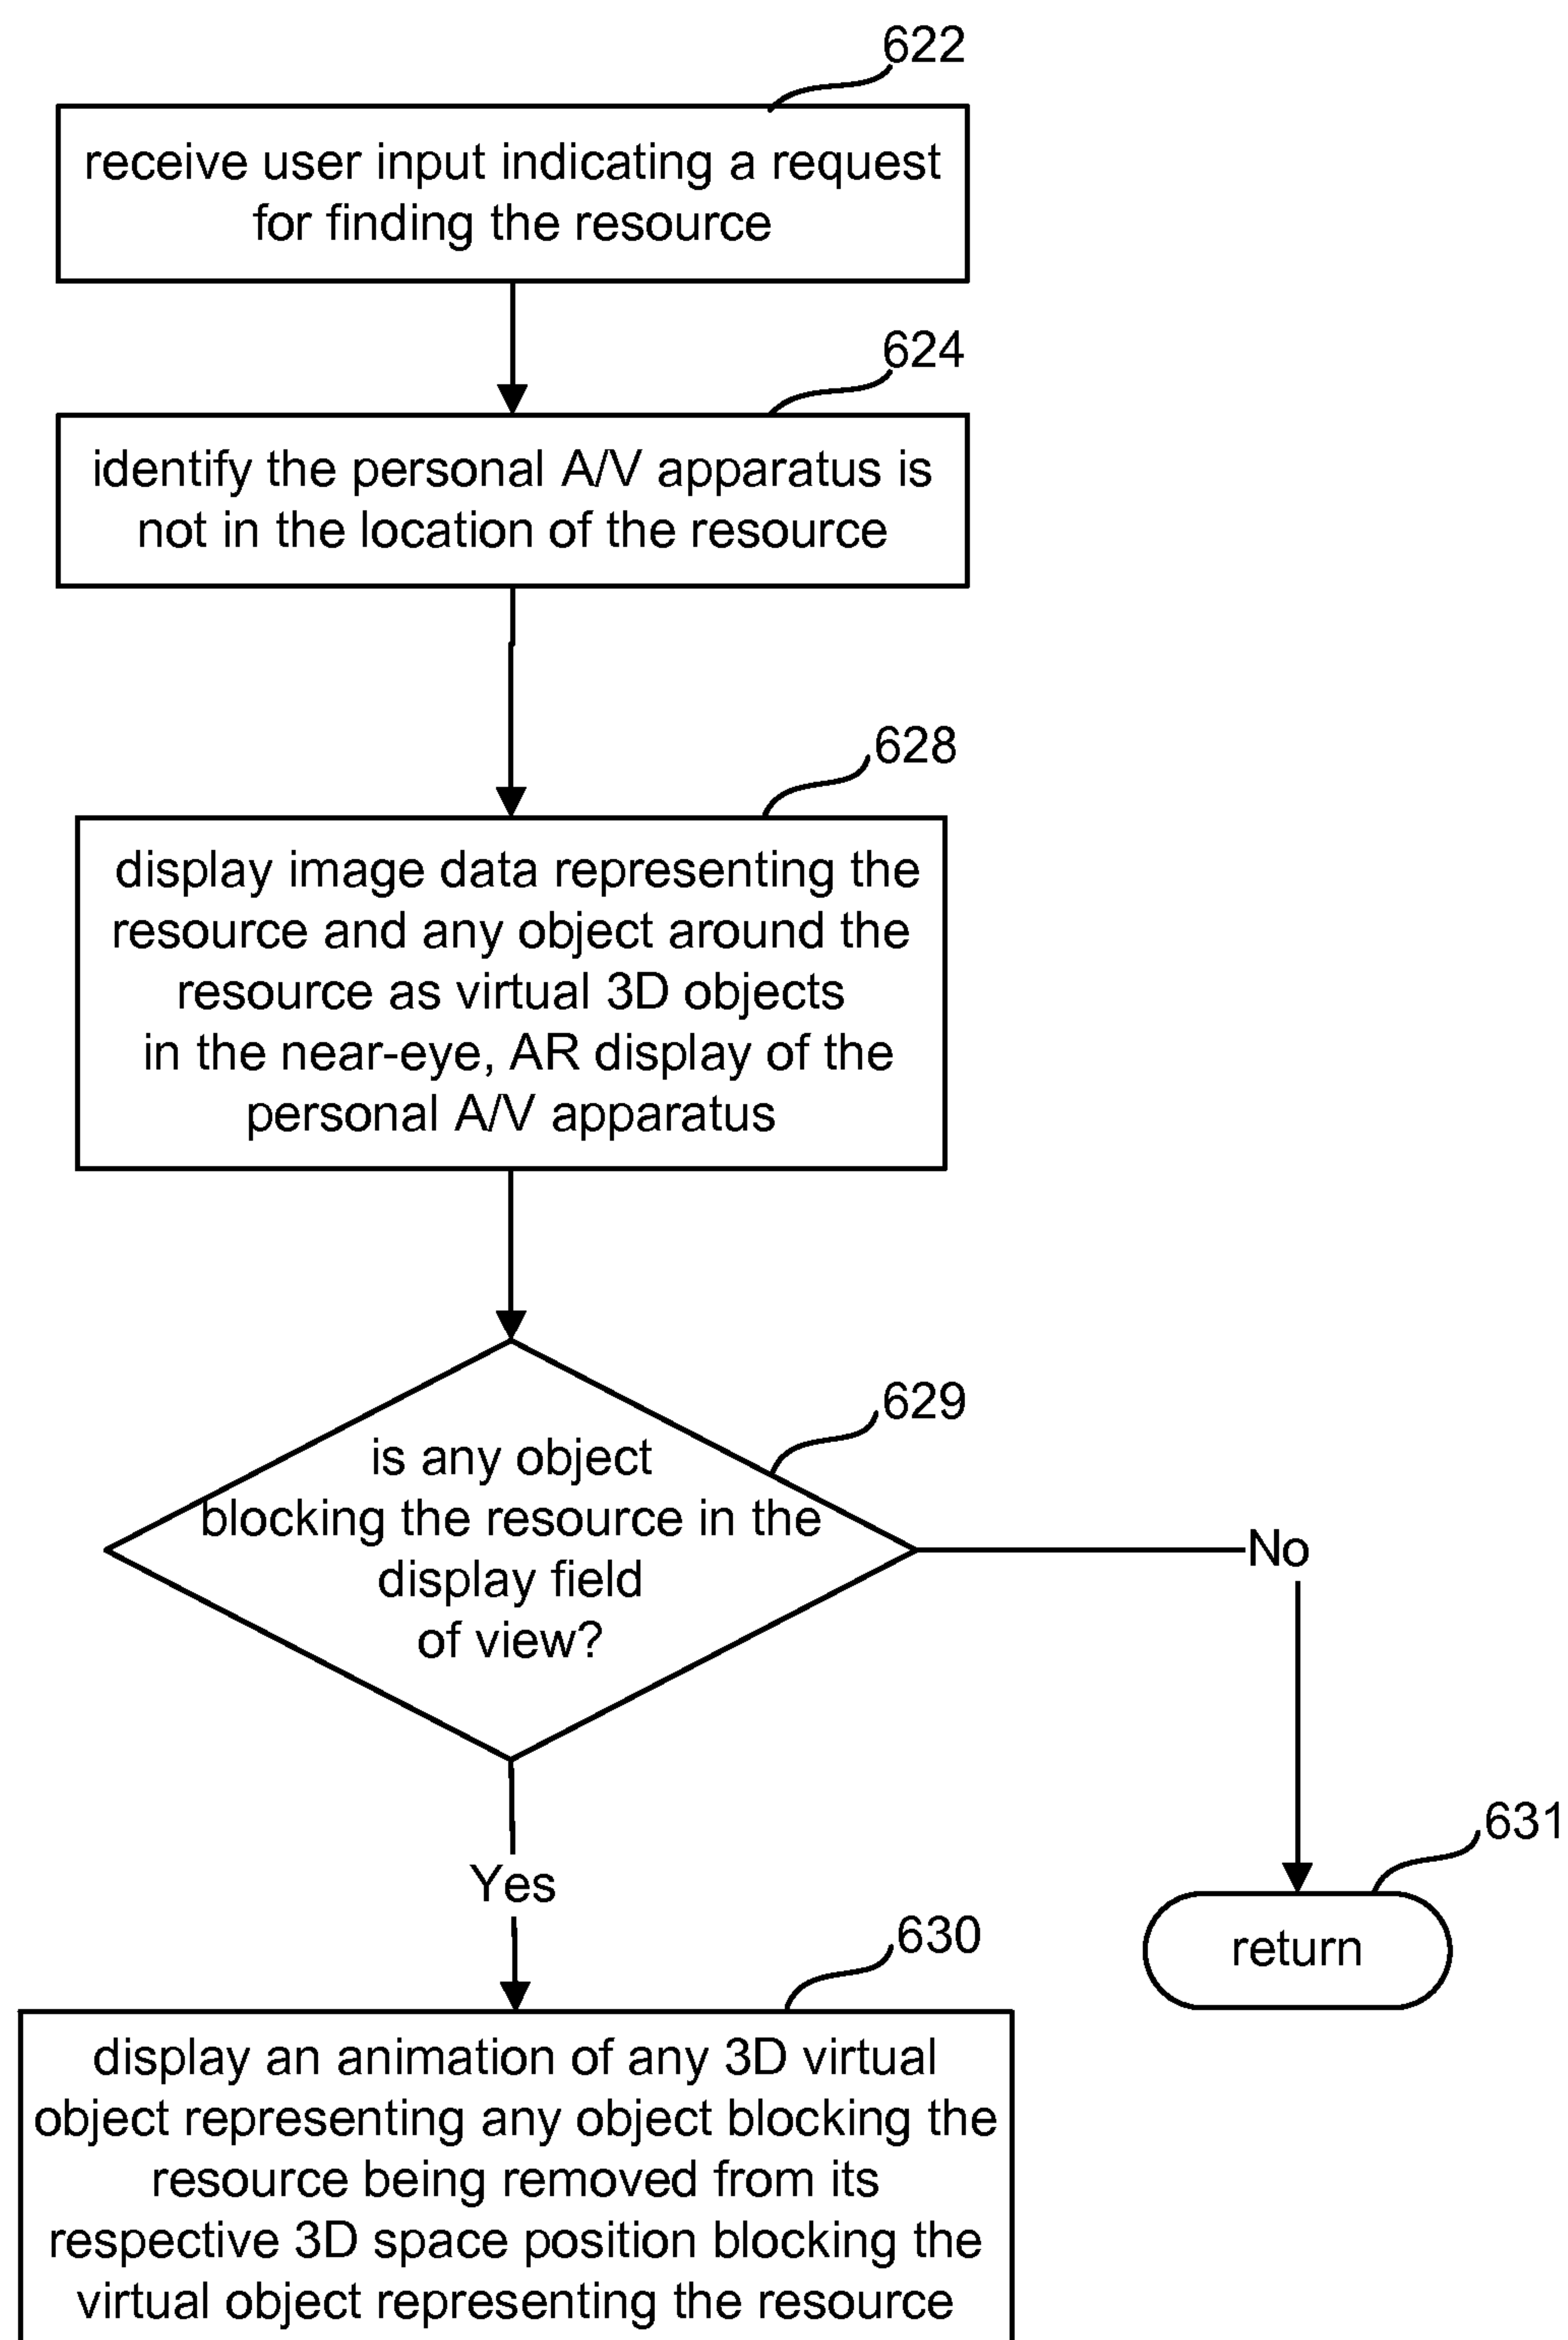 622
receive user input indicating a request
for finding the resource
624
identify the personal A/V apparatus is
not in the location of the resource
628
display image data representing the
resource and any object around the
resource as virtual 3D objects
in the near-eye, AR display of the
personal A/V apparatus
629
is any object
blocking the resource in the
display field
of view?
No
Yes
631
return
630
display an animation of any 3D virtual
object representing any object blocking the
resource being removed from its
respective 3D space position blocking the
virtual object representing the resource